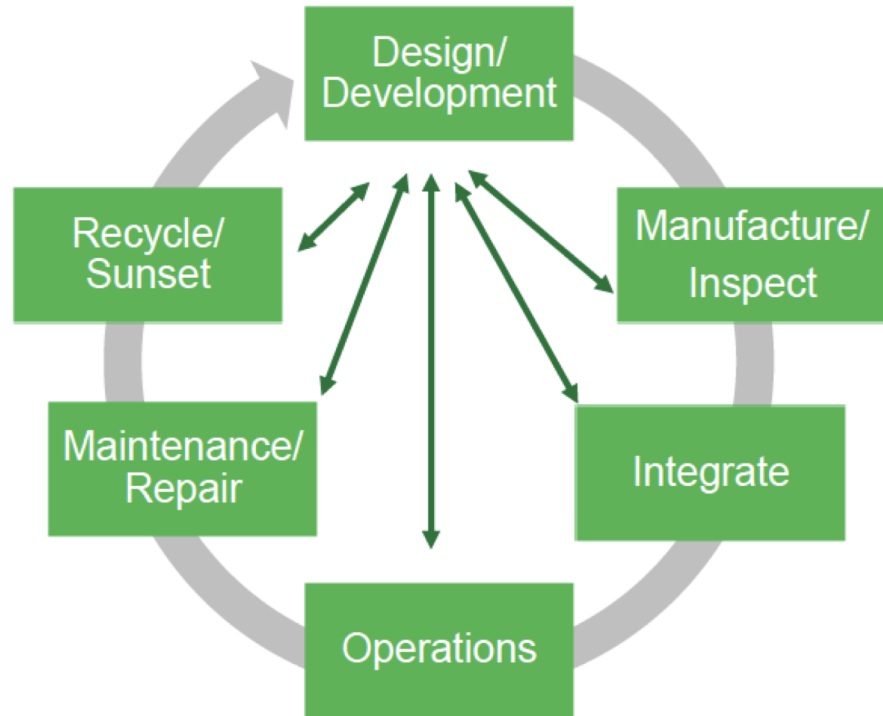 Design/
Development
Manufacture/
Inspect
Integrate
Operations
Maintenance/
Repair
Recycle/
Sunset